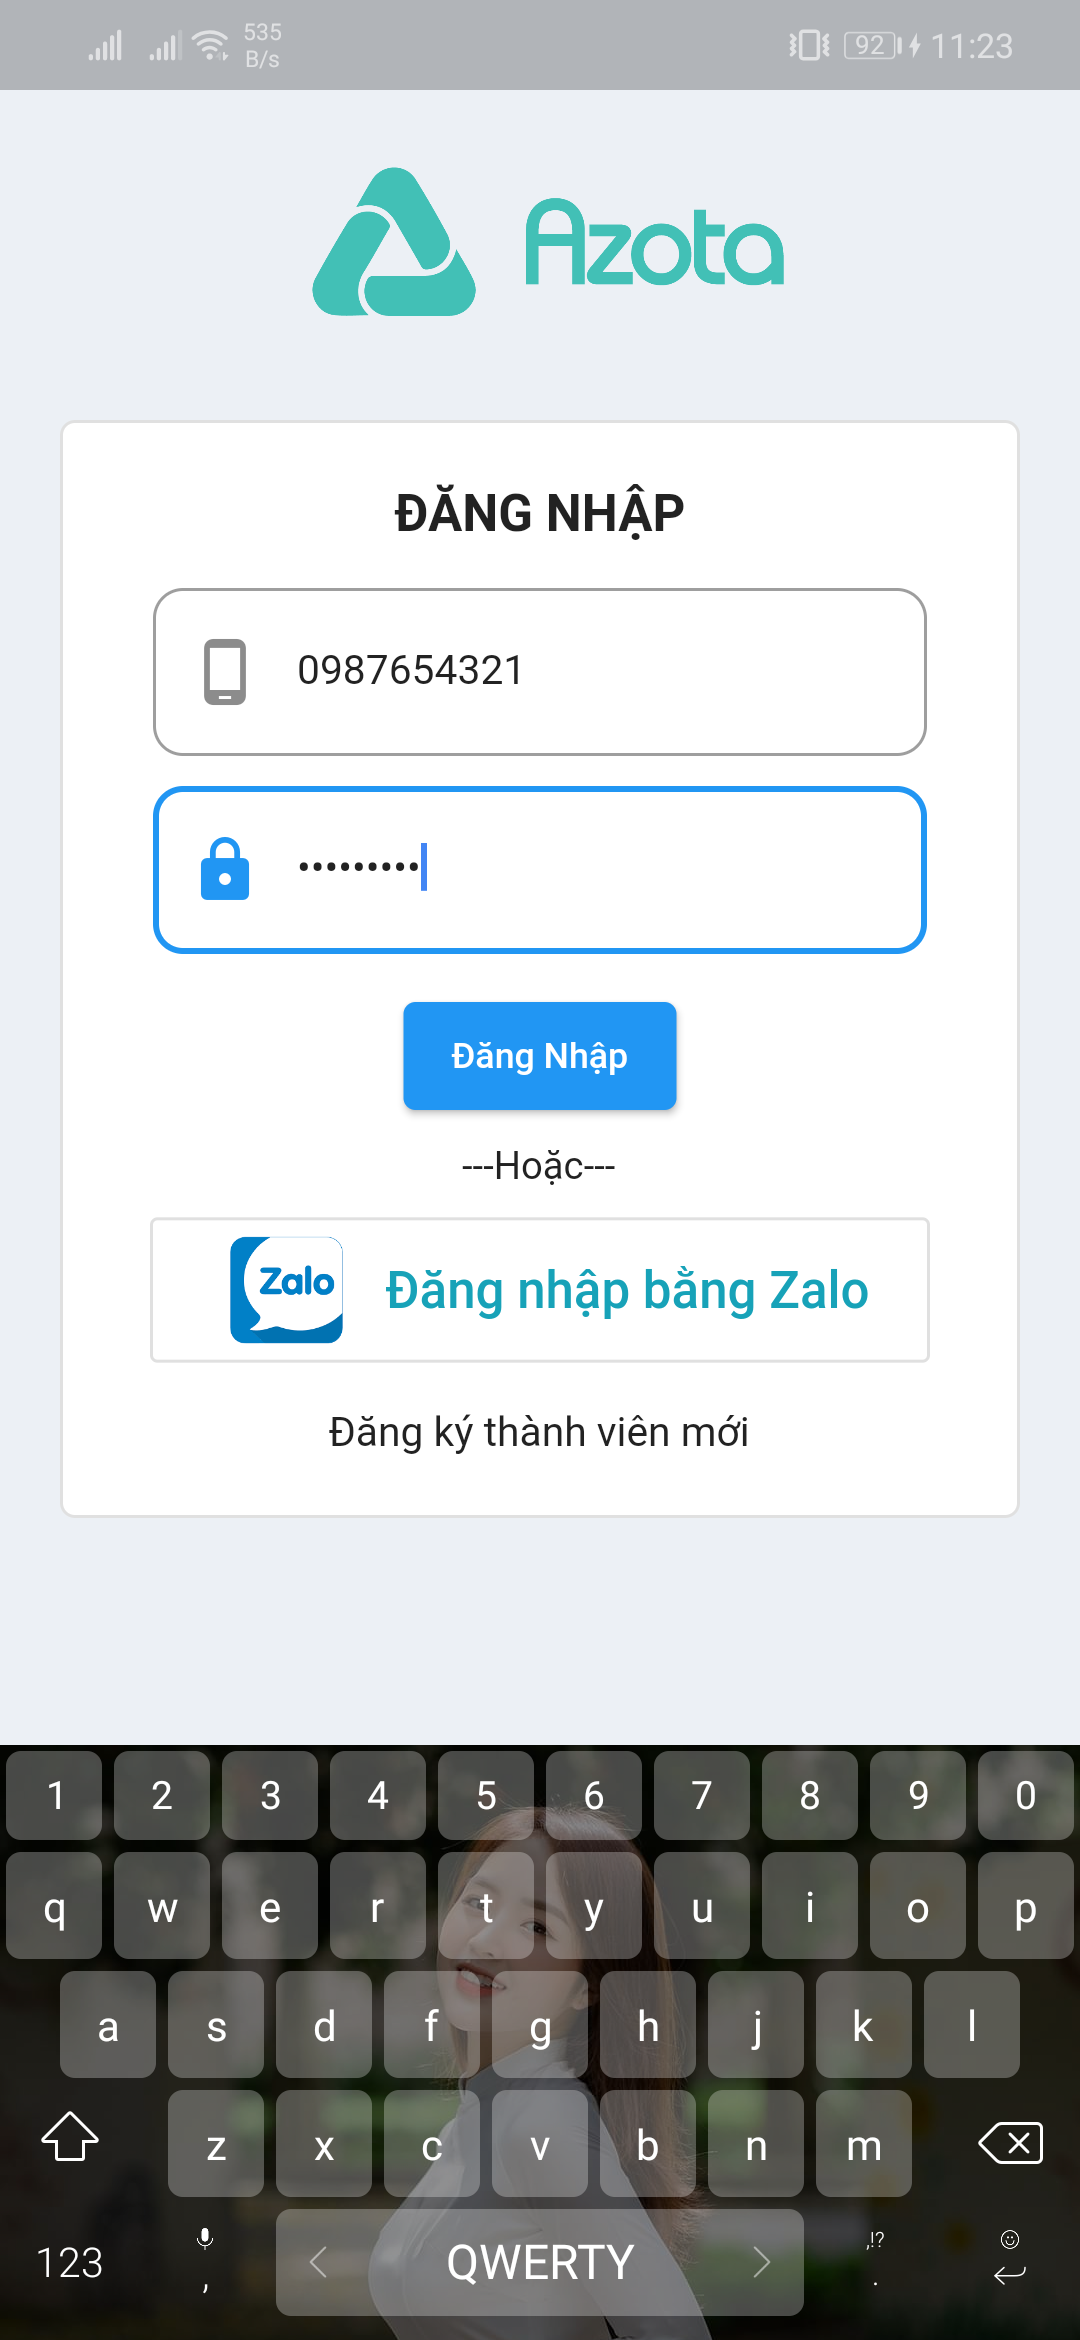 535
B/s
92
11:23
Azota
ĐĂNG NHẬP
0987654321
•••••••••
Đăng Nhập
---Hoặc---
Zalo
Đăng nhập bằng Zalo
Đăng ký thành viên mới
1 2 3 4 5 6 7 8 9 0
q w e r t y u i o p
a s d f g h j k l
z x c v b n m
123 , QWERTY ,!? .